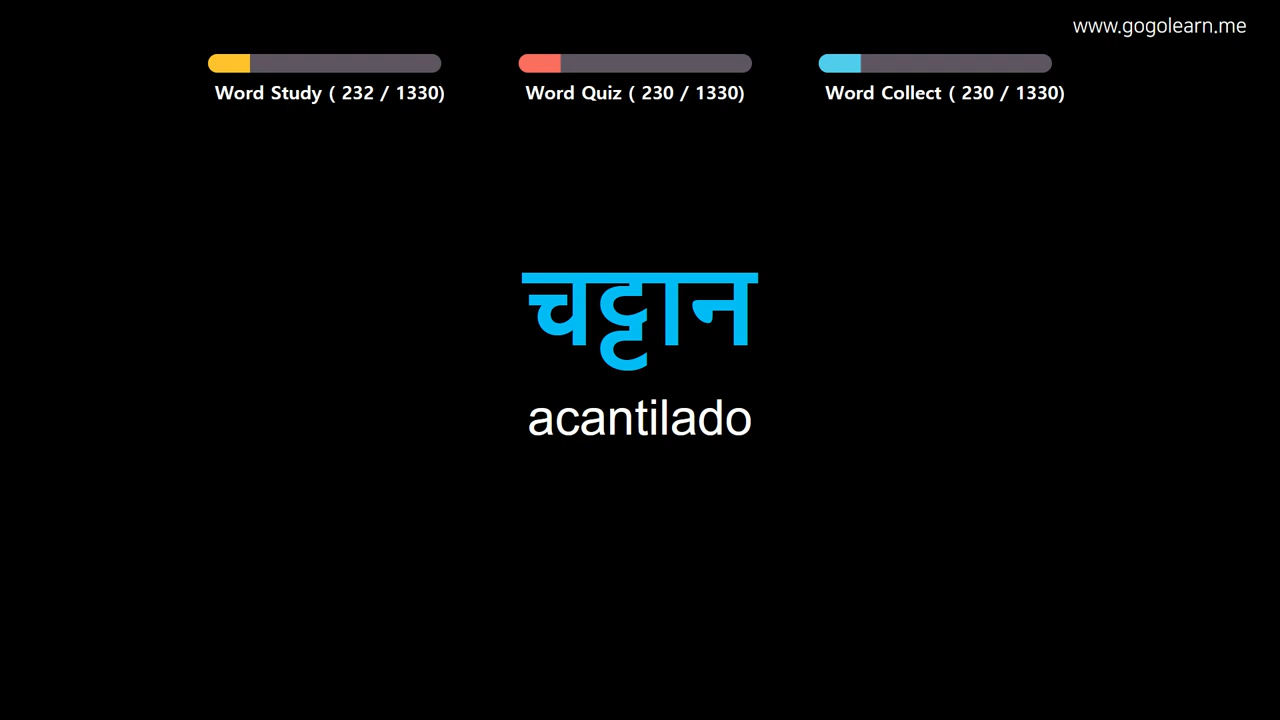 www.gogolearn.me
Word Study ( 232 / 1330)
Word Quiz ( 230 / 1330)
Word Collect ( 230 / 1330)
चट्टान
acantilado